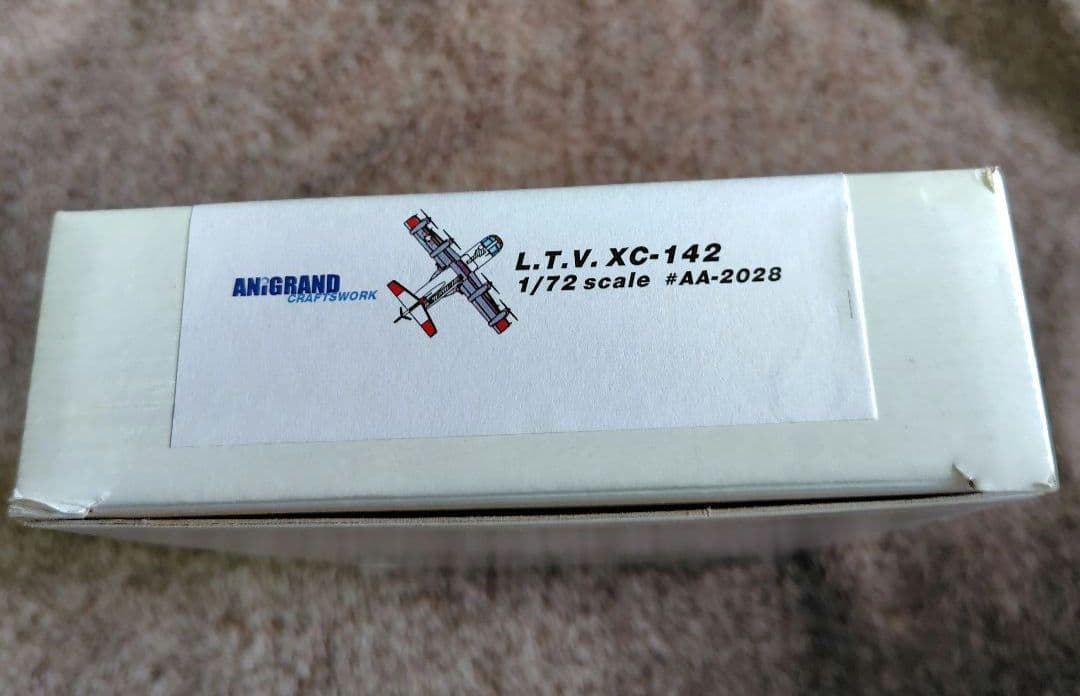 ANiGRAND
CRAFTSWORK
L.T.V. XC-142
1/72 scale #AA-2028